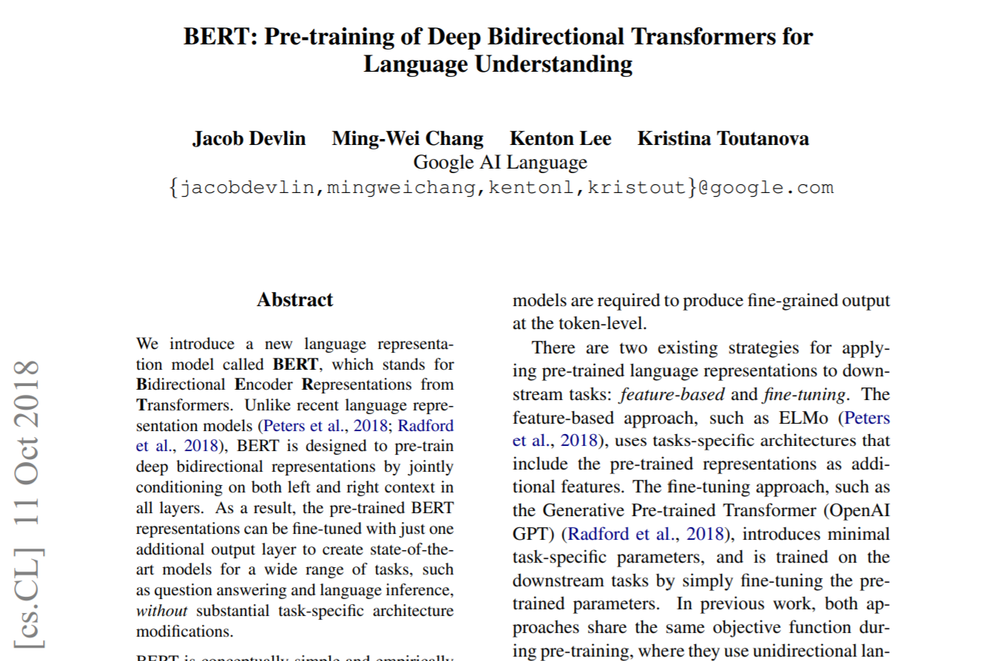 BERT: Pre-training of Deep Bidirectional Transformers for
Language Understanding
Jacob Devlin Ming-Wei Chang Kenton Lee Kristina Toutanova
Google AI Language
{jacobdevlin,mingweichang,kentonl,kristout}@google.com
[cs.CL] 11 Oct 2018
Abstract
We introduce a new language representa-
tion model called BERT, which stands for
Bidirectional Encoder Representations from
Transformers. Unlike recent language repre-
sentation models (Peters et al., 2018; Radford
et al., 2018), BERT is designed to pre-train
deep bidirectional representations by jointly
conditioning on both left and right context in
all layers. As a result, the pre-trained BERT
representations can be fine-tuned with just one
additional output layer to create state-of-the-
art models for a wide range of tasks, such
as question answering and language inference,
without substantial task-specific architecture
modifications.
BERT is conceptually simple and empirically
models are required to produce fine-grained output
at the token-level.
There are two existing strategies for apply-
ing pre-trained language representations to down-
stream tasks: feature-based and fine-tuning. The
feature-based approach, such as ELMo (Peters
et al., 2018), uses tasks-specific architectures that
include the pre-trained representations as addi-
tional features. The fine-tuning approach, such as
the Generative Pre-trained Transformer (OpenAI
GPT) (Radford et al., 2018), introduces minimal
task-specific parameters, and is trained on the
downstream tasks by simply fine-tuning the pre-
trained parameters. In previous work, both ap-
proaches share the same objective function dur-
ing pre-training, where they use unidirectional lan-